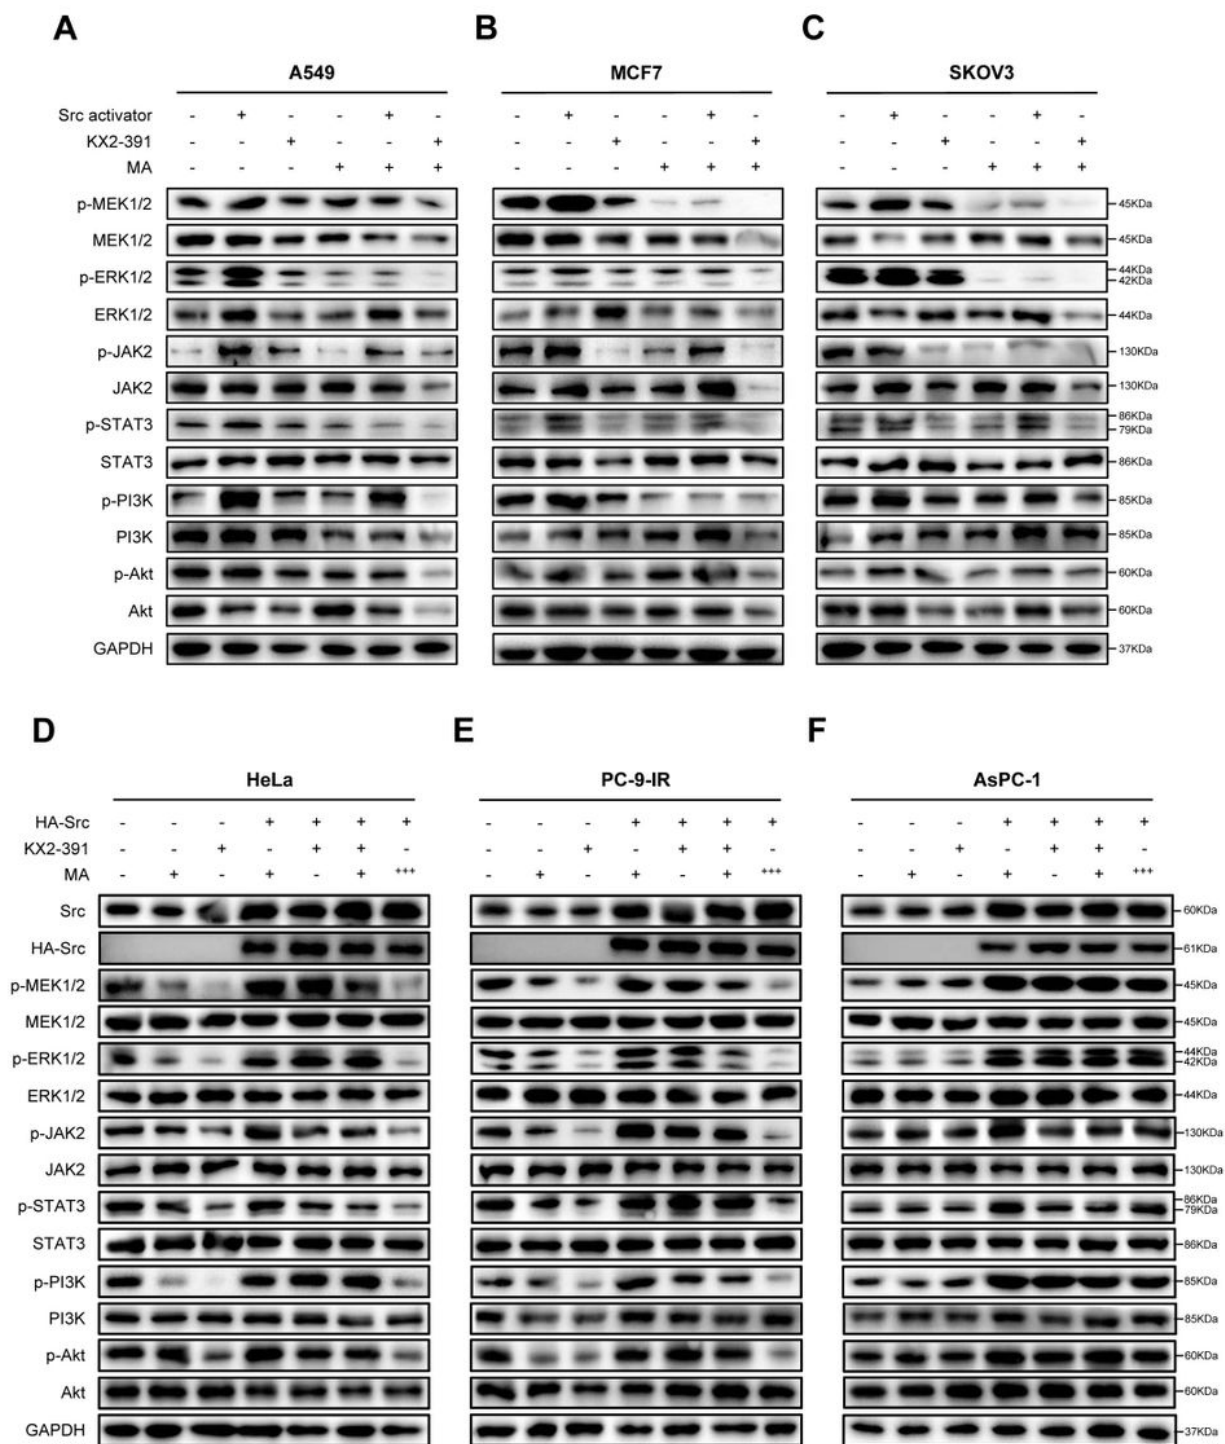 A B C
A549 MCF7 SKOV3
Src activator - + - - + - - + - - + - - + - - + -
KX2-391 - - + - - + - - + - - + - - + - - +
MA - - - + + + - - - + + + - - - + + +
p-MEK1/2 45KDa
MEK1/2 45KDa
p-ERK1/2 44KDa
42KDa
ERK1/2 44KDa
p-JAK2 130KDa
JAK2 130KDa
p-STAT3 86KDa
79KDa
STAT3 86KDa
p-PI3K 85KDa
PI3K 85KDa
p-Akt 60KDa
Akt 60KDa
GAPDH 37KDa
D E F
HeLa PC-9-IR AsPC-1
HA-Src - - - + + + + - - - + + + + - - - + + + +
KX2-391 - - + - + + - - - + - + + - - - + - + + -
MA - + - + - + +++ - + - + - + +++ - + - + - + +++
Src 60KDa
HA-Src 61KDa
p-MEK1/2 45KDa
MEK1/2 45KDa
p-ERK1/2 44KDa
42KDa
ERK1/2 44KDa
p-JAK2 130KDa
JAK2 130KDa
p-STAT3 86KDa
79KDa
STAT3 86KDa
p-PI3K 85KDa
PI3K 85KDa
p-Akt 60KDa
Akt 60KDa
GAPDH 37KDa